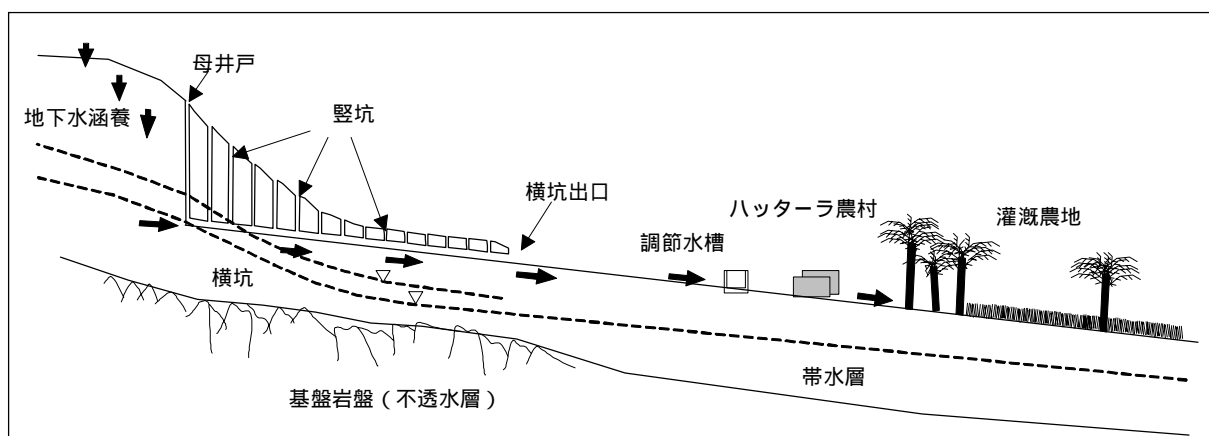 母井戸
地下水涵養
竪坑
横坑出口
ハッターラ農村
灌漑農地
調節水槽
横坑
帯水層
基盤岩盤（不透水層）